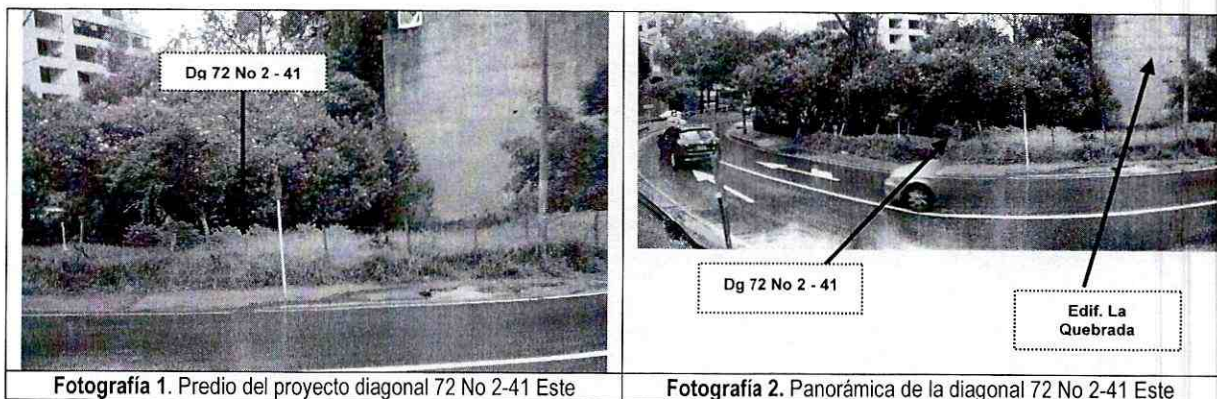 Dg 72 No 2 - 41
Fotografía 1. Predio del proyecto diagonal 72 No 2-41 Este
Dg 72 No 2 - 41
Edif. La
Quebrada
Fotografía 2. Panorámica de la diagonal 72 No 2-41 Este